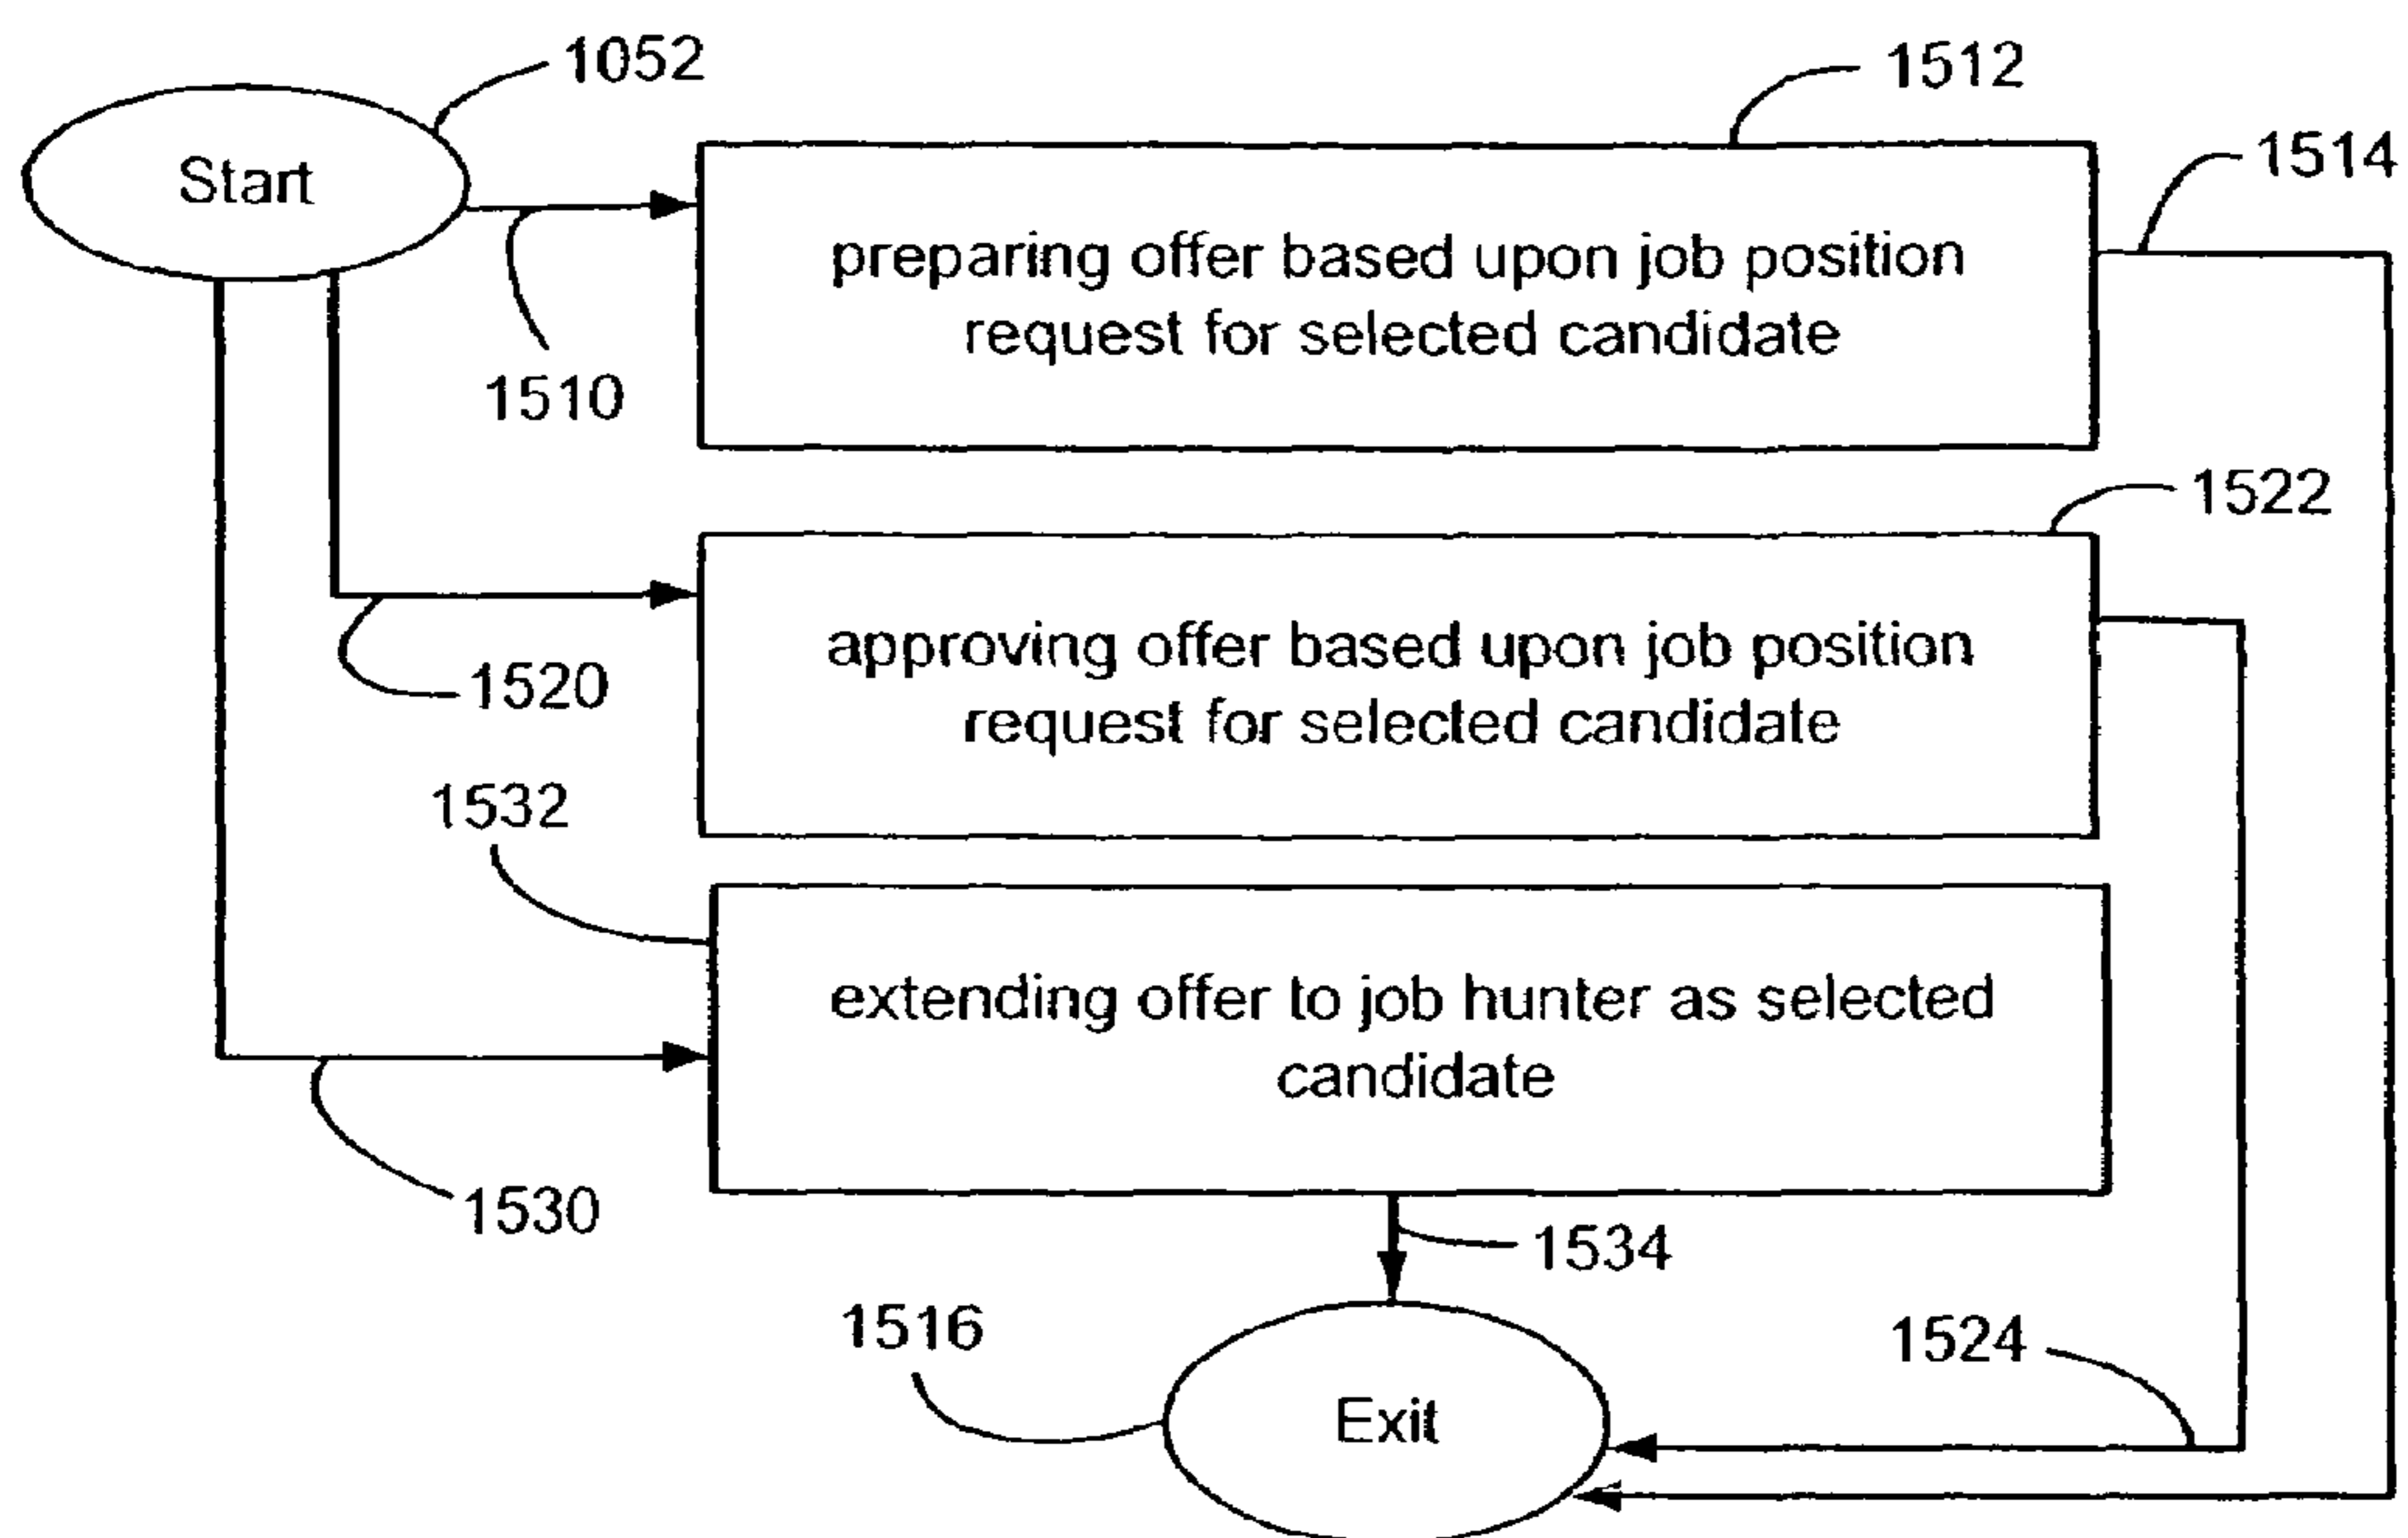 1052
1512
1514
Start
preparing offer based upon job position
request for selected candidate
1510
1522
approving offer based upon job position
request for selected candidate
1520
1532
extending offer to job hunter as selected
candidate
1530
1534
1516
1524
Exit